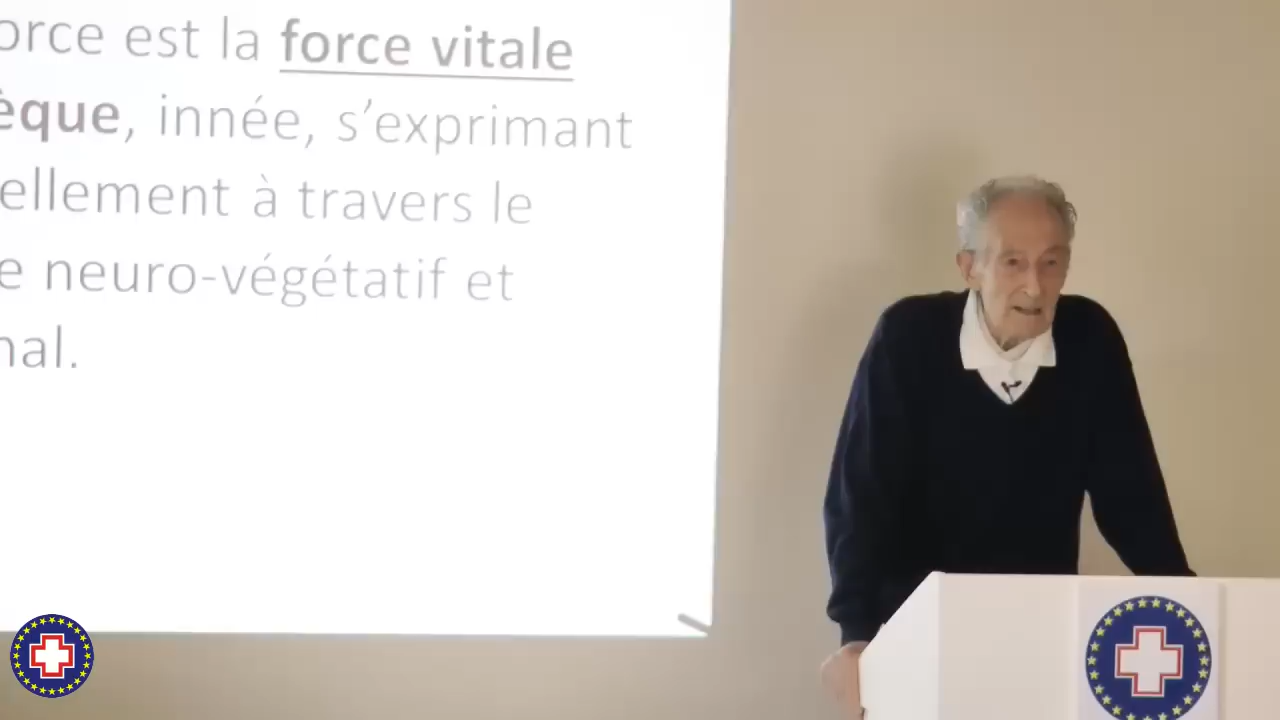 orce est la force vitale
èque, innée, s’exprimant
ellement à travers le
e neuro-végétatif et
nal.